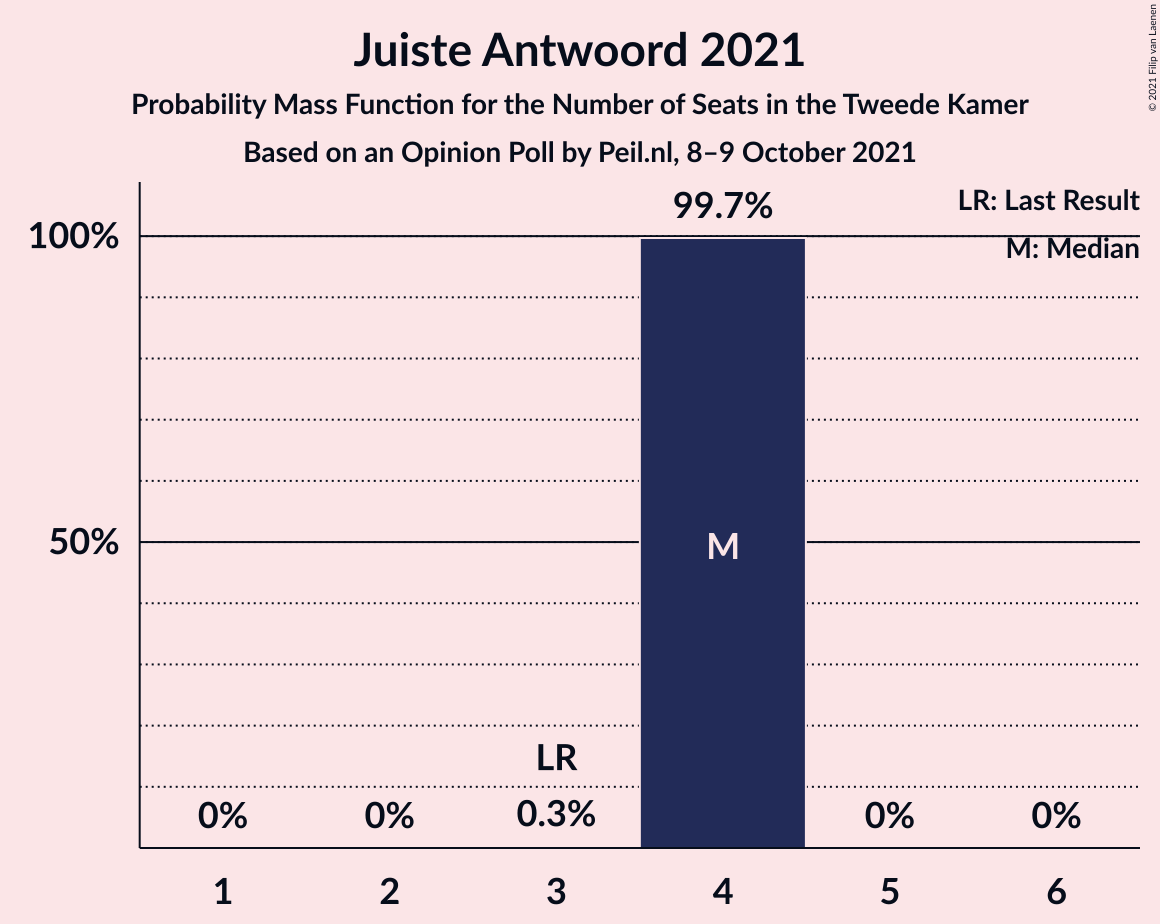 Juiste Antwoord 2021
Probability Mass Function for the Number of Seats in the Tweede Kamer
Based on an Opinion Poll by Peil.nl, 8–9 October 2021
© 2021 Filip van Laenen
LR: Last Result
M: Median
99.7%
100%
50%
M
LR
0%
0%
0.3%
0%
0%
1 2 3 4 5 6